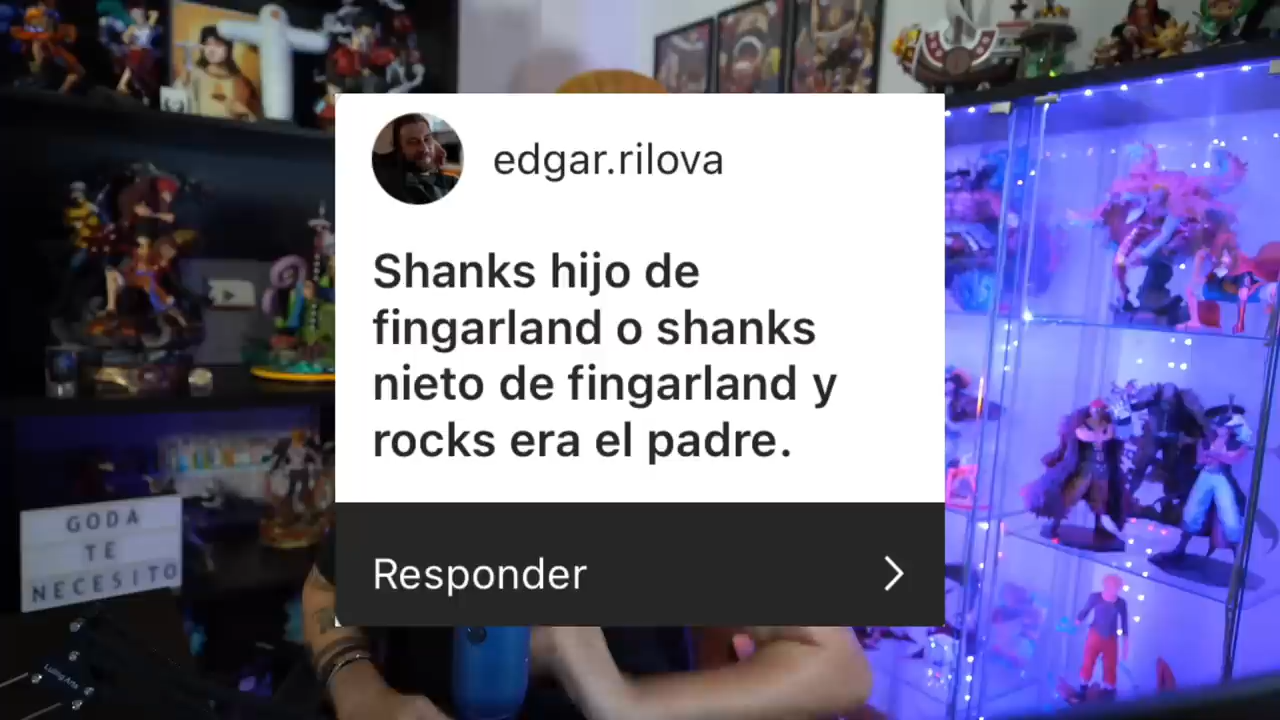 edgar.rilova
Shanks hijo de
fingarland o shanks
nieto de fingarland y
rocks era el padre.
Responder
GODA
TE
NECESITO